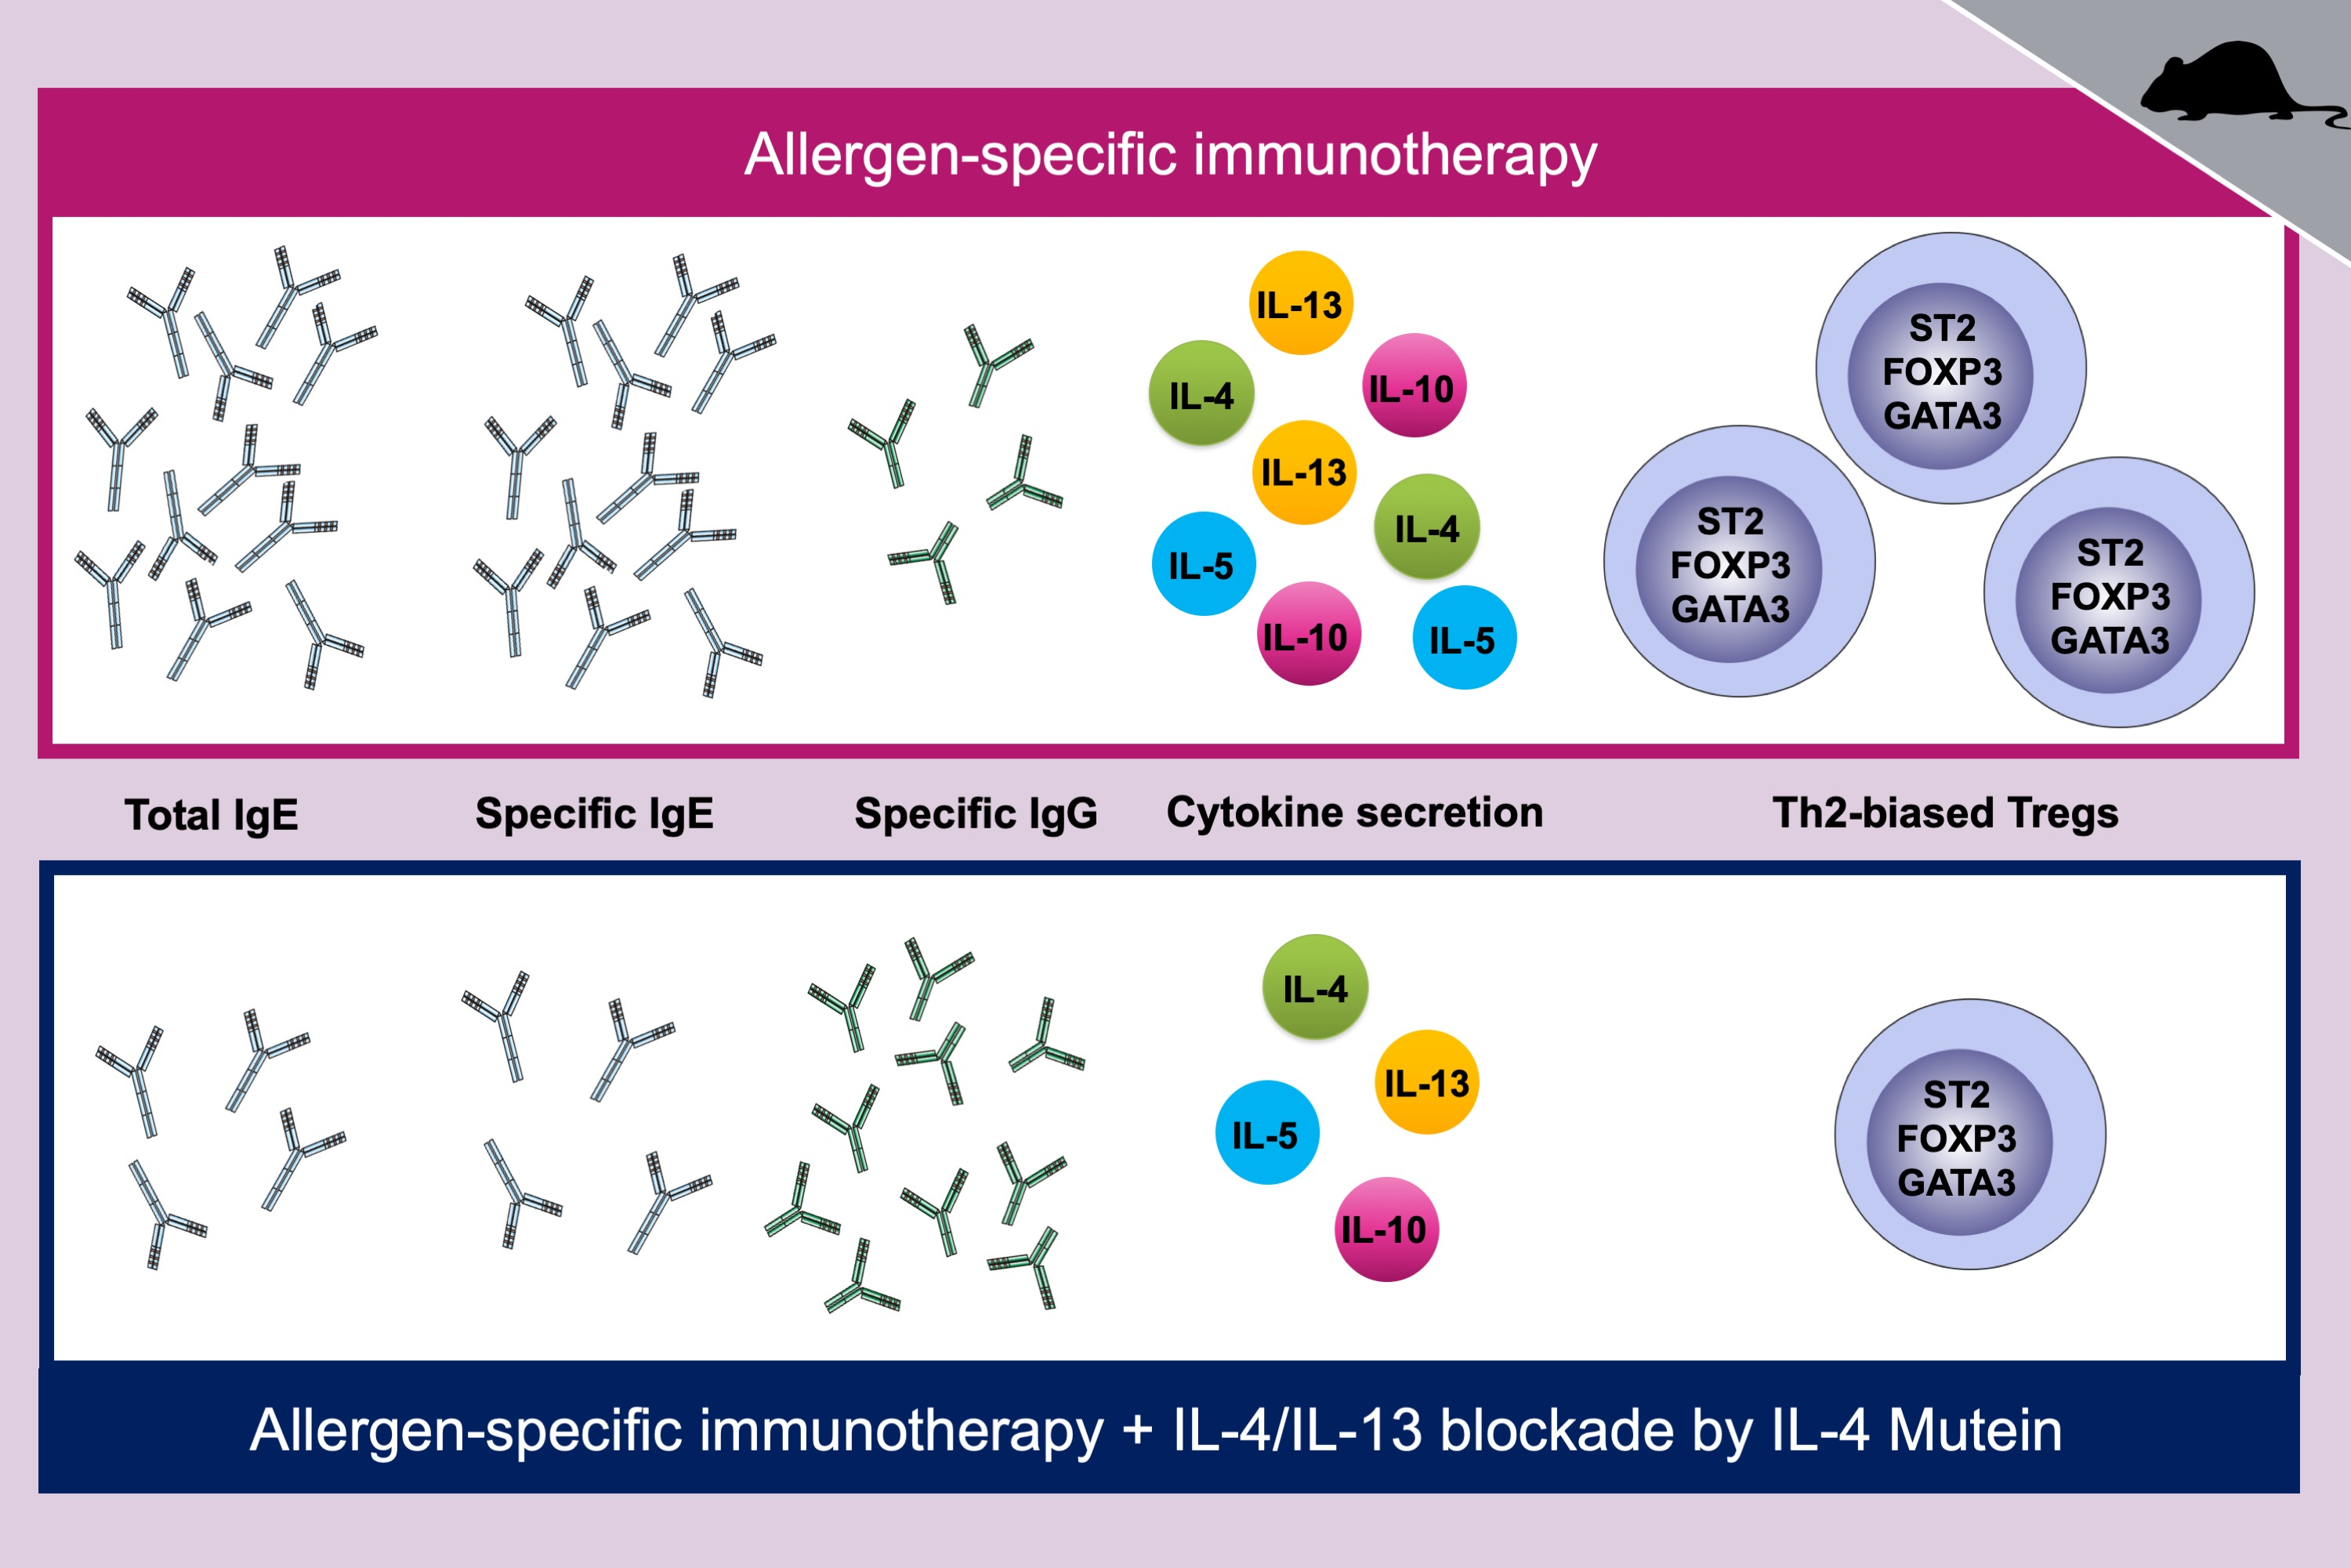 Allergen-specific immunotherapy
IL-13
IL-4
IL-10
IL-13
IL-4
IL-5
IL-10
IL-5
ST2
FOXP3
GATA3
ST2
FOXP3
GATA3
ST2
FOXP3
GATA3
Total IgE
Specific IgE
Specific IgG
Cytokine secretion
Th2-biased Tregs
IL-4
IL-13
IL-5
IL-10
ST2
FOXP3
GATA3
Allergen-specific immunotherapy + IL-4/IL-13 blockade by IL-4 Mutein